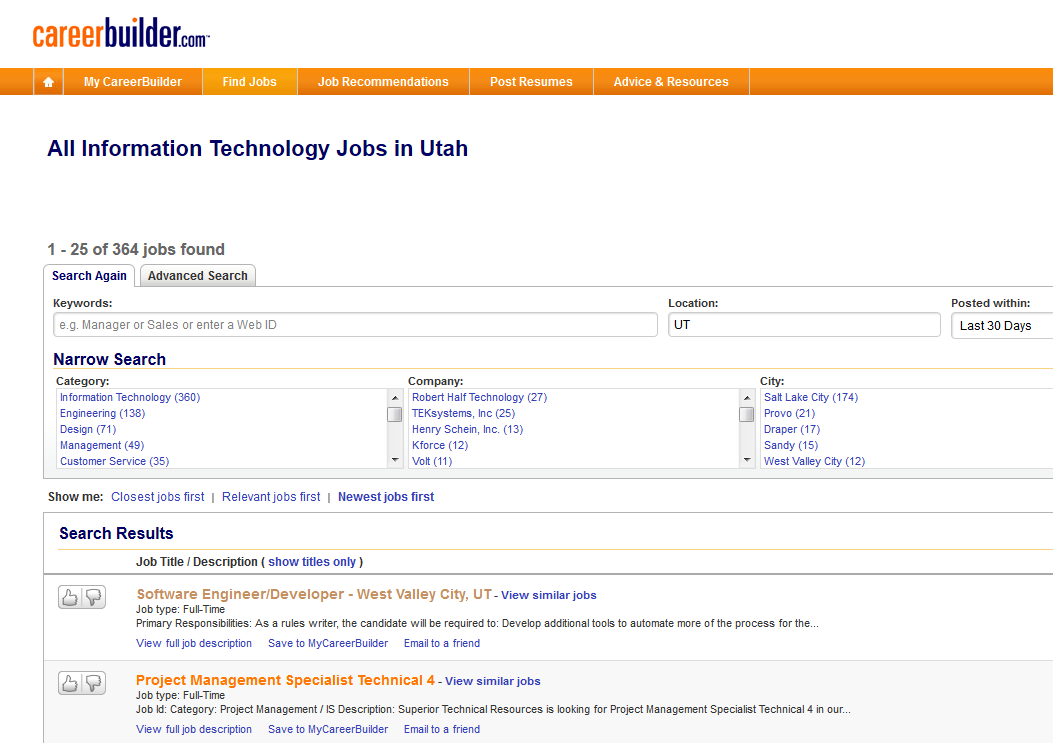 careerbuilder.com™
My CareerBuilder Find Jobs Job Recommendations Post Resumes Advice & Resources
All Information Technology Jobs in Utah
1 - 25 of 364 jobs found
Search Again Advanced Search
Keywords: Location: Posted within:
e.g. Manager or Sales or enter a Web ID UT Last 30 Days
Narrow Search
Category: Company: City:
Information Technology (360) Robert Half Technology (27) Salt Lake City (174)
Engineering (138) TEKsystems, Inc (25) Provo (21)
Design (71) Henry Schein, Inc. (13) Draper (17)
Management (49) Kforce (12) Sandy (15)
Customer Service (35) Volt (11) West Valley City (12)
Show me: Closest jobs first | Relevant jobs first | Newest jobs first
Search Results
Job Title / Description ( show titles only )
Software Engineer/Developer - West Valley City, UT - View similar jobs
Job type: Full-Time
Primary Responsibilities: As a rules writer, the candidate will be required to: Develop additional tools to automate more of the process for the...
View full job description Save to MyCareerBuilder Email to a friend
Project Management Specialist Technical 4 - View similar jobs
Job type: Full-Time
Job Id: Category: Project Management / IS Description: Superior Technical Resources is looking for Project Management Specialist Technical 4 in our...
View full job description Save to MyCareerBuilder Email to a friend